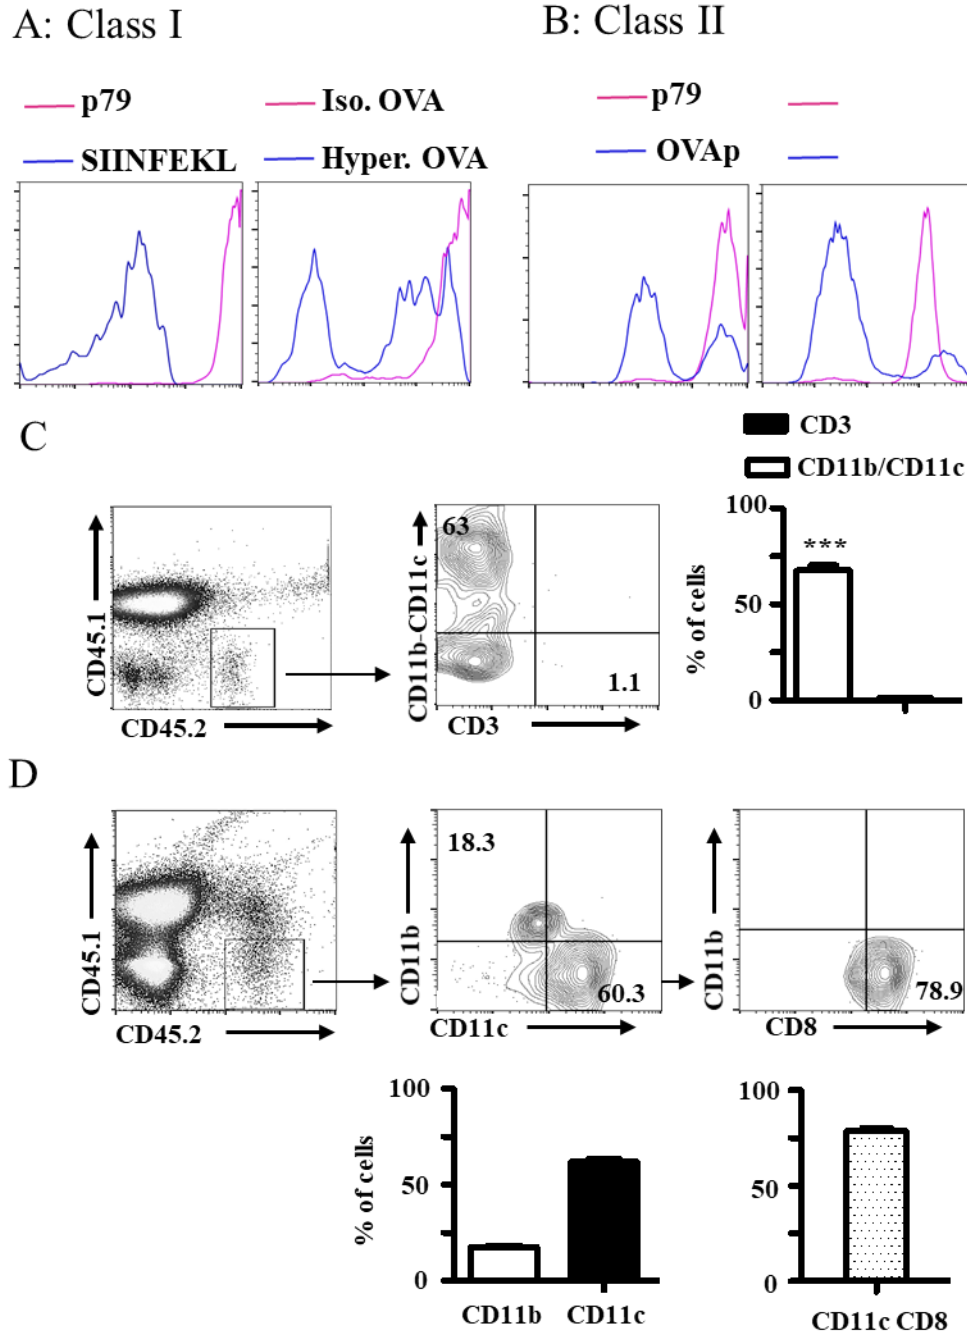 A: Class I
B: Class II
p79
Iso. OVA
p79
SIINFEKL
Hyper. OVA
OVAp
C
CD3
CD11b/CD11c
CD45.1
CD45.2
63
1.1
CD11b-CD11c
CD3
100
50
0
% of cells
***
D
CD45.1
CD45.2
18.3
60.3
CD11b
CD11c
78.9
CD11b
CD8
100
50
0
% of cells
CD11b
CD11c
100
50
0
CD11c CD8